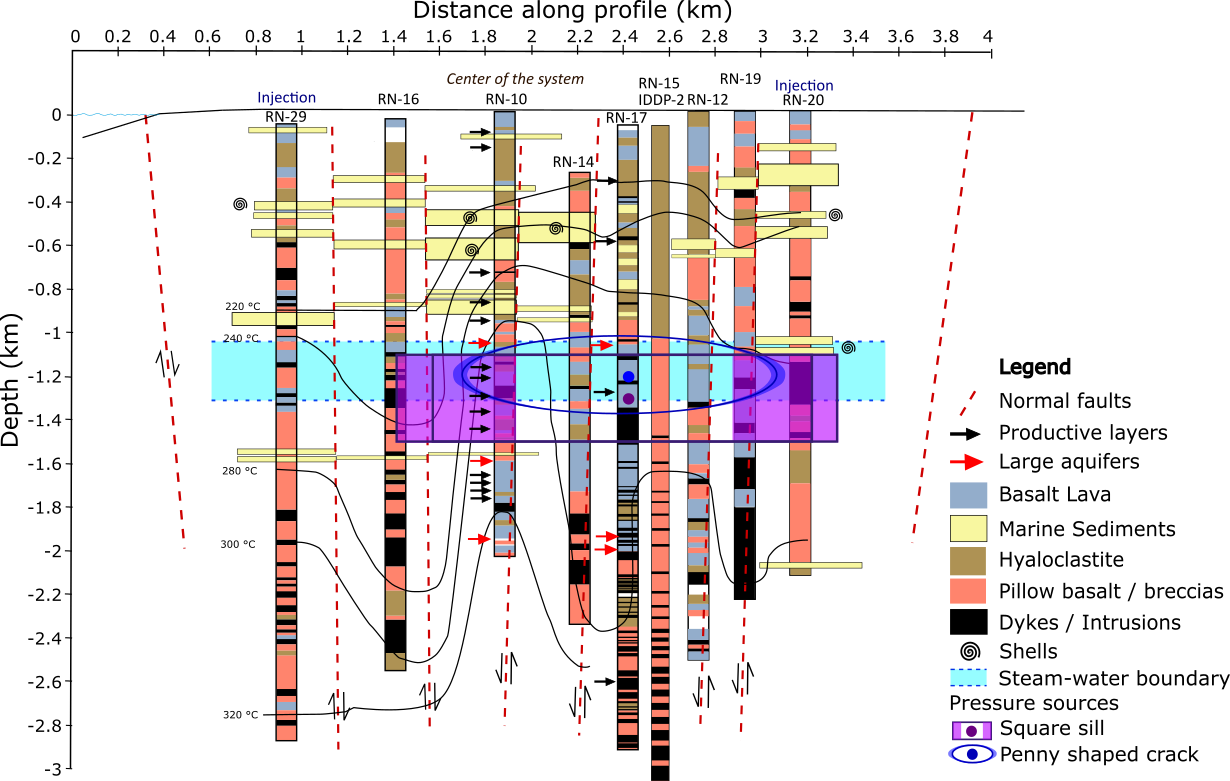 Distance along profile (km)
0 0.2 0.4 0.6 0.8 1 1.2 1.4 1.6 1.8 2 2.2 2.4 2.6 2.8 3 3.2 3.4 3.6 3.8 4
Center of the system
RN-15
RN-19
Injection
Injection
RN-16
RN-10
IDDP-2
RN-12
RN-20
RN-29
RN-17
RN-14
Depth (km)
0
-0.2
-0.4
-0.6
-0.8
-1
-1.2
-1.4
-1.6
-1.8
-2
-2.2
-2.4
-2.6
-2.8
-3
220 °C
240 °C
280 °C
300 °C
320 °C
Legend
Normal faults
Productive layers
Large aquifers
Basalt Lava
Marine Sediments
Hyaloclastite
Pillow basalt / breccias
Dykes / Intrusions
Shells
Steam-water boundary
Pressure sources
Square sill
Penny shaped crack